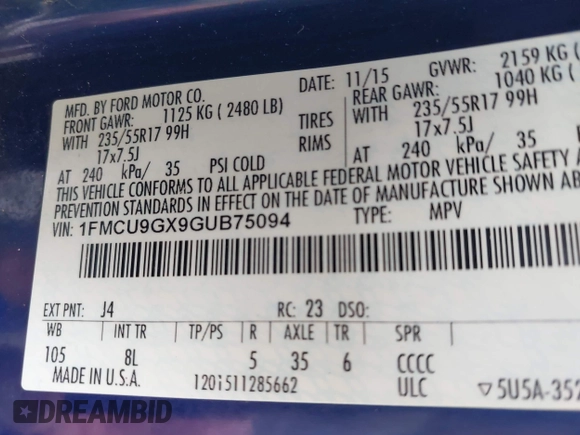 MFD. BY FORD MOTOR CO.
DATE: 11/15 GVWR: 2159 KG (
FRONT GAWR: 1125 KG ( 2480 LB)
REAR GAWR: 1040 KG (
WITH 235/55R17 99H TIRES WITH 235/55R17 99H
17x7.5J RIMS 17x7.5J
AT 240 kPa/ 35 PSI COLD AT 240 kPa/ 35
THIS VEHICLE CONFORMS TO ALL APPLICABLE FEDERAL MOTOR VEHICLE SAFETY
PREVENTION STANDARDS IN EFFECT ON THE DATE OF MANUFACTURE SHOWN
VIN: 1FMCU9GX9GUB75094 TYPE: MPV
EXT PNT: J4 RC: 23 DSO:
WB INT TR TP/PS R AXLE TR SPR
105 8L 5 35 6 CCCC
MADE IN U.S.A. 120i511285662 ULC ▽5U5A-352
DREAMBID